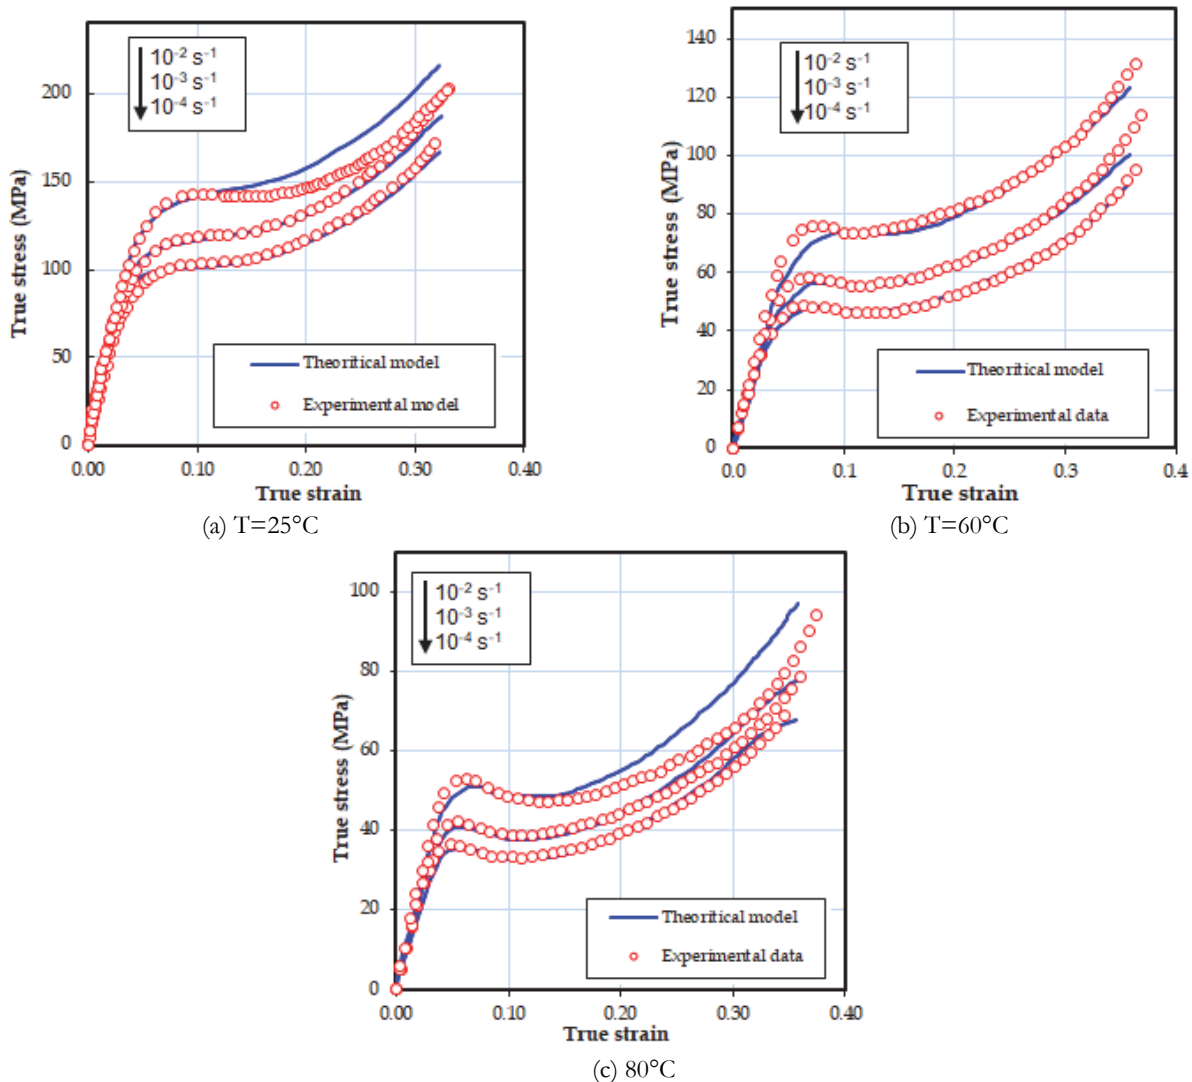 10⁻² s⁻¹
10⁻³ s⁻¹
10⁻⁴ s⁻¹
200
150
100
50
0
True stress (MPa)
Theoritical model
Experimental model
0.00 0.10 0.20 0.30 0.40
True strain
(a) T=25°C
10⁻² s⁻¹
10⁻³ s⁻¹
10⁻⁴ s⁻¹
140
120
100
80
60
40
20
0
True stress (MPa)
Theoritical model
Experimental data
0.0 0.1 0.2 0.3 0.4
True strain
(b) T=60°C
10⁻² s⁻¹
10⁻³ s⁻¹
10⁻⁴ s⁻¹
100
80
60
40
20
0
True stress (MPa)
Theoritical model
Experimental data
0.00 0.10 0.20 0.30 0.40
True strain
(c) 80°C